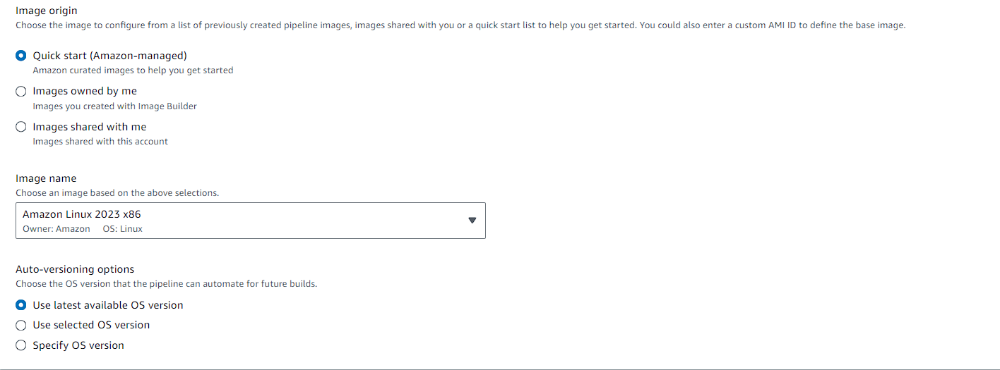 Image origin
Choose the image to configure from a list of previously created pipeline images, images shared with you or a quick start list to help you get started. You could also enter a custom AMI ID to define the base image.
Quick start (Amazon-managed)
Amazon curated images to help you get started
Images owned by me
Images you created with Image Builder
Images shared with me
Images shared with this account
Image name
Choose an image based on the above selections.
Amazon Linux 2023 x86
Owner: Amazon OS: Linux
Auto-versioning options
Choose the OS version that the pipeline can automate for future builds.
Use latest available OS version
Use selected OS version
Specify OS version